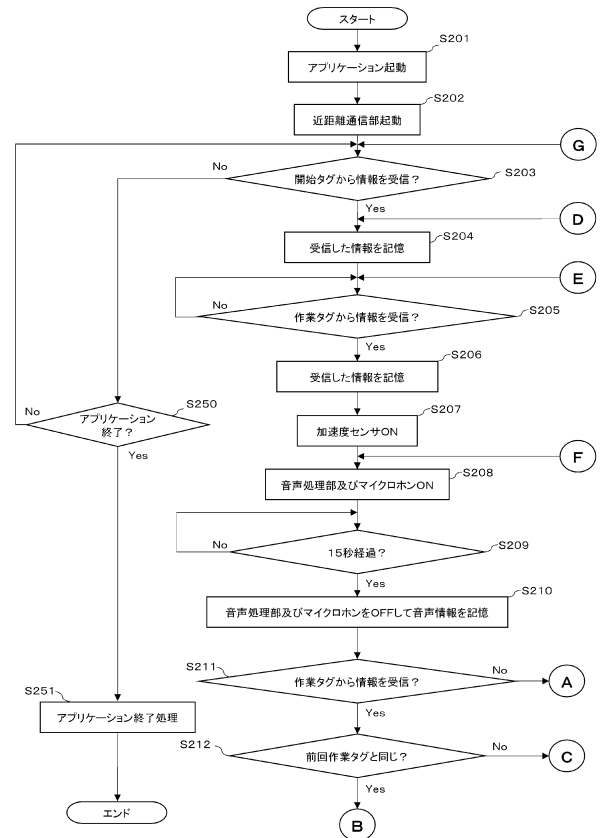 スタート
S201
アプリケーション起動
S202
近距離通信部起動
G
No
開始タグから情報を受信？
S203
Yes
D
S204
受信した情報を記憶
E
No
作業タグから情報を受信？
S205
Yes
S206
受信した情報を記憶
S250
No
アプリケーション
終了？
Yes
S207
加速度センサON
F
S208
音声処理部及びマイクロホンON
No
15秒経過？
S209
Yes
S210
音声処理部及びマイクロホンをOFFして音声情報を記憶
S211
作業タグから情報を受信？
No
A
Yes
S251
アプリケーション終了処理
S212
前回作業タグと同じ？
No
C
Yes
エンド
B